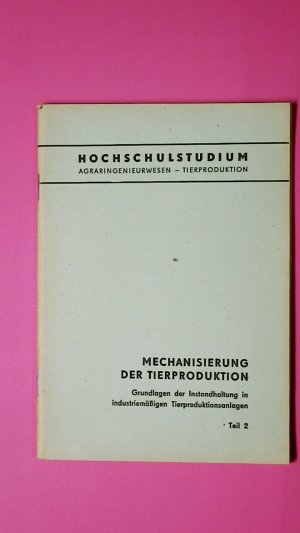 HOCHSCHULSTUDIUM
AGRARINGENIEURWESEN – TIERPRODUKTION
MECHANISIERUNG
DER TIERPRODUKTION
Grundlagen der Instandhaltung in
industriemäßigen Tierproduktionsanlagen
Teil 2